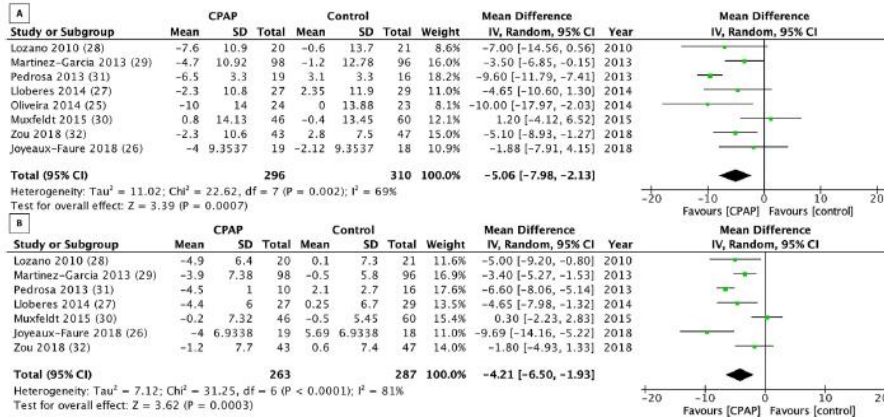 A
CPAP Control Mean Difference Mean Difference
Study or Subgroup Mean SD Total Mean SD Total Weight IV, Random, 95% CI Year IV, Random, 95% CI
Lozano 2010 (28) −7.6 10.9 20 −0.6 13.7 21 8.6% −7.00 [−14.56, 0.56] 2010
Martinez-Garcia 2013 (29) −4.7 10.92 98 −1.2 12.78 96 16.9% −3.50 [−6.85, −0.15] 2013
Pedrosa 2013 (31) −6.5 3.3 19 3.1 3.3 16 19.8% −9.60 [−11.79, −7.41] 2013
Lloberes 2014 (27) −2.3 10.8 27 2.35 11.9 29 11.6% −4.65 [−10.60, 1.30] 2014
Oliveira 2014 (25) −10 14 24 0 13.88 23 8.1% −10.00 [−17.97, −2.03] 2014
Muxfeldt 2015 (30) 0.8 14.13 46 −0.4 13.45 60 12.9% 1.20 [−4.12, 6.52] 2015
Zou 2018 (32) −2.3 10.6 43 2.8 7.5 47 15.7% −5.10 [−8.93, −1.27] 2018
Joyeaux-Faure 2018 (26) −4 9.3537 19 −2.12 9.3537 18 10.9% −1.88 [−7.91, 4.15] 2018
Total (95% CI) 296 310 100.0% −5.06 [−7.98, −2.13]
Heterogeneity: Tau² = 11.02; Chi² = 22.62, df = 7 (P = 0.002); I² = 69%
Test for overall effect: Z = 3.39 (P = 0.0007)
−20 −10 0 10 20
Favours [CPAP] Favours [control]
B
CPAP Control Mean Difference Mean Difference
Study or Subgroup Mean SD Total Mean SD Total Weight IV, Random, 95% CI Year IV, Random, 95% CI
Lozano 2010 (28) −4.9 6.4 20 0.1 7.3 21 11.6% −5.00 [−9.20, −0.80] 2010
Martinez-Garcia 2013 (29) −3.9 7.38 98 −0.5 5.8 96 16.9% −3.40 [−5.27, −1.53] 2013
Pedrosa 2013 (31) −4.5 1 10 2.1 2.7 16 17.7% −6.60 [−8.06, −5.14] 2013
Lloberes 2014 (27) −4.4 6 27 0.25 6.7 29 13.5% −4.65 [−7.98, −1.32] 2014
Muxfeldt 2015 (30) −0.2 7.32 46 −0.5 5.45 60 15.4% 0.30 [−2.23, 2.83] 2015
Joyeaux-Faure 2018 (26) −4 6.9338 19 5.69 6.9338 18 11.0% −9.69 [−14.16, −5.22] 2018
Zou 2018 (32) −1.2 7.7 43 0.6 7.4 47 14.0% −1.80 [−4.93, 1.33] 2018
Total (95% CI) 263 287 100.0% −4.21 [−6.50, −1.93]
Heterogeneity: Tau² = 7.12; Chi² = 31.25, df = 6 (P < 0.0001); I² = 81%
Test for overall effect: Z = 3.62 (P = 0.0003)
−20 −10 0 10 20
Favours [CPAP] Favours [control]